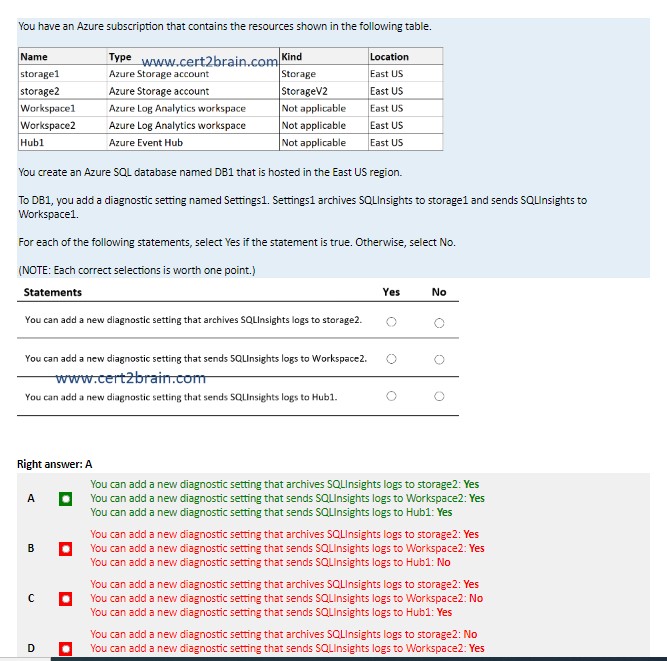 You have an Azure subscription that contains the resources shown in the following table.
Name Type Kind Location
www.cert2brain.com
storage1 Azure Storage account Storage East US
storage2 Azure Storage account StorageV2 East US
Workspace1 Azure Log Analytics workspace Not applicable East US
Workspace2 Azure Log Analytics workspace Not applicable East US
Hub1 Azure Event Hub Not applicable East US
You create an Azure SQL database named DB1 that is hosted in the East US region.
To DB1, you add a diagnostic setting named Settings1. Settings1 archives SQLInsights to storage1 and sends SQLInsights to
Workspace1.
For each of the following statements, select Yes if the statement is true. Otherwise, select No.
(NOTE: Each correct selections is worth one point.)
Statements Yes No
You can add a new diagnostic setting that archives SQLInsights logs to storage2.
You can add a new diagnostic setting that sends SQLInsights logs to Workspace2.
www.cert2brain.com
You can add a new diagnostic setting that sends SQLInsights logs to Hub1.
Right answer: A
You can add a new diagnostic setting that archives SQLInsights logs to storage2: Yes
A You can add a new diagnostic setting that sends SQLInsights logs to Workspace2: Yes
You can add a new diagnostic setting that sends SQLInsights logs to Hub1: Yes
You can add a new diagnostic setting that archives SQLInsights logs to storage2: Yes
B You can add a new diagnostic setting that sends SQLInsights logs to Workspace2: Yes
You can add a new diagnostic setting that sends SQLInsights logs to Hub1: No
You can add a new diagnostic setting that archives SQLInsights logs to storage2: Yes
C You can add a new diagnostic setting that sends SQLInsights logs to Workspace2: No
You can add a new diagnostic setting that sends SQLInsights logs to Hub1: Yes
You can add a new diagnostic setting that archives SQLInsights logs to storage2: No
D You can add a new diagnostic setting that sends SQLInsights logs to Workspace2: Yes